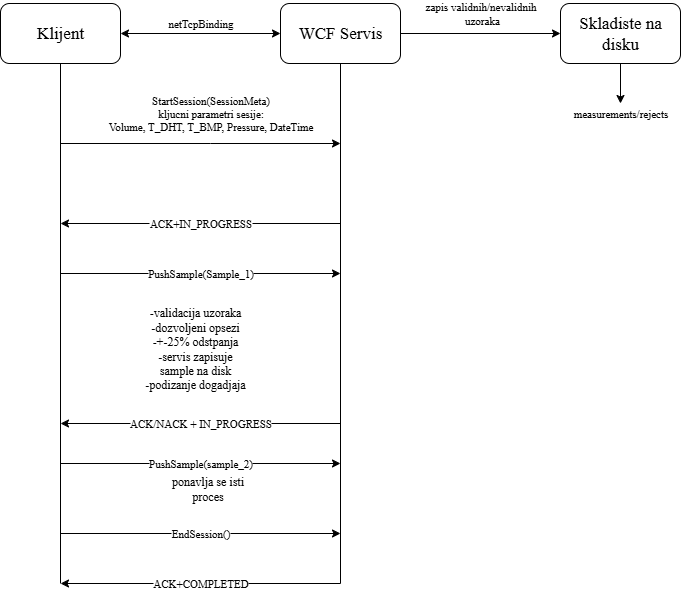 Klijent
netTcpBinding
WCF Servis
zapis validnih/nevalidnih
uzoraka
Skladiste na
disku
measurements/rejects
StartSession(SessionMeta)
kljucni parametri sesije:
Volume, T_DHT, T_BMP, Pressure, DateTime
ACK+IN_PROGRESS
PushSample(Sample_1)
-validacija uzoraka
-dozvoljeni opsezi
-+-25% odstpanja
-servis zapisuje
sample na disk
-podizanje dogadjaja
ACK/NACK + IN_PROGRESS
PushSample(sample_2)
ponavlja se isti
proces
EndSession()
ACK+COMPLETED